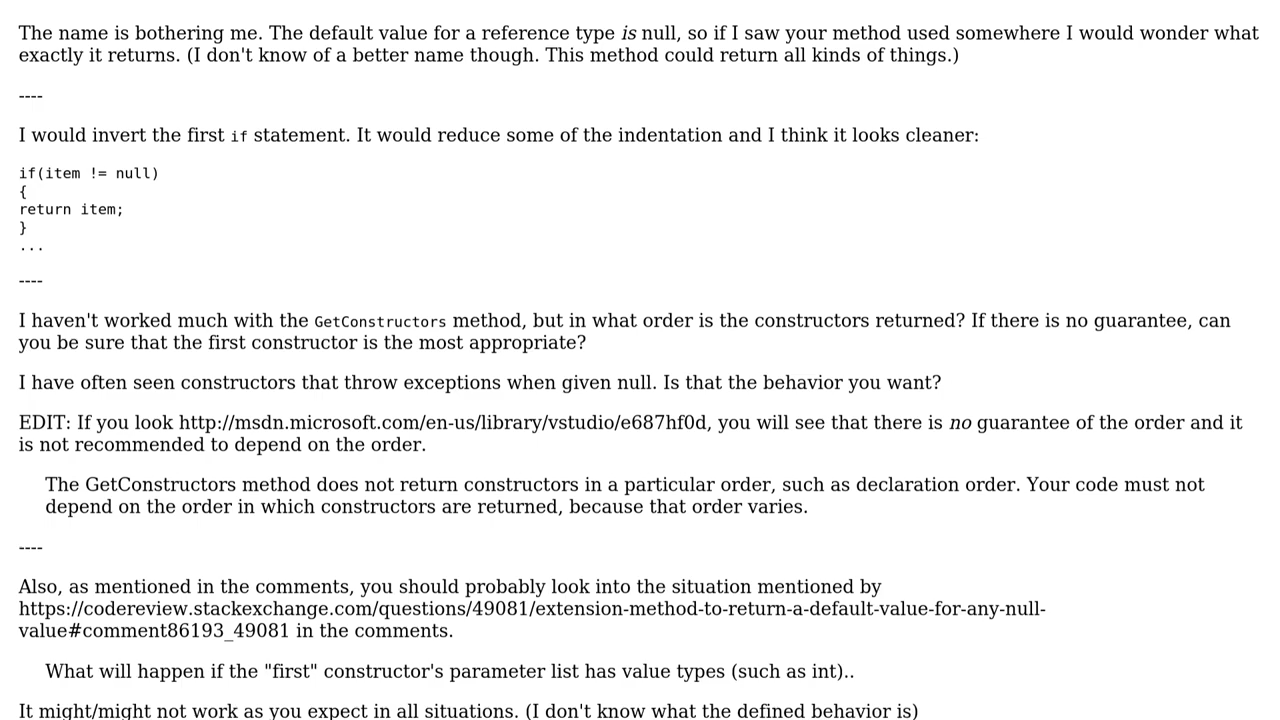 The name is bothering me. The default value for a reference type is null, so if I saw your method used somewhere I would wonder what
exactly it returns. (I don't know of a better name though. This method could return all kinds of things.)
----
I would invert the first if statement. It would reduce some of the indentation and I think it looks cleaner:
if(item != null)
{
return item;
}
...
----
I haven't worked much with the GetConstructors method, but in what order is the constructors returned? If there is no guarantee, can
you be sure that the first constructor is the most appropriate?
I have often seen constructors that throw exceptions when given null. Is that the behavior you want?
EDIT: If you look http://msdn.microsoft.com/en-us/library/vstudio/e687hf0d, you will see that there is no guarantee of the order and it
is not recommended to depend on the order.
The GetConstructors method does not return constructors in a particular order, such as declaration order. Your code must not
depend on the order in which constructors are returned, because that order varies.
----
Also, as mentioned in the comments, you should probably look into the situation mentioned by
https://codereview.stackexchange.com/questions/49081/extension-method-to-return-a-default-value-for-any-null-
value#comment86193_49081 in the comments.
What will happen if the "first" constructor's parameter list has value types (such as int)..
It might/might not work as you expect in all situations. (I don't know what the defined behavior is)